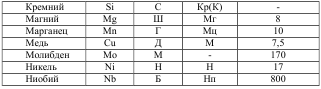 Кремний Si С Кр(К) -
Магний Mg Ш Мг 8
Марганец Mn Г Мц 10
Медь Cu Д М 7,5
Молибден Mo М - 170
Никель Ni Н Н 17
Ниобий Nb Б Нп 800